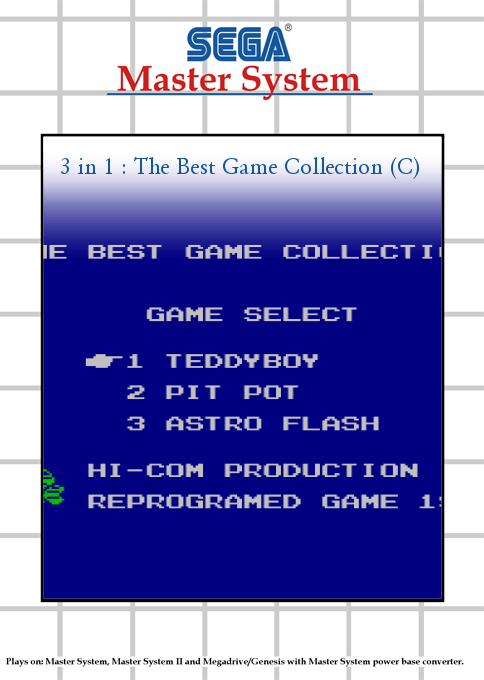 SEGA®
Master System
3 in 1 : The Best Game Collection (C)
BEST GAME COLLECTI
GAME SELECT
1 TEDDYBOY
2 PIT POT
3 ASTRO FLASH
HI-COM PRODUCTION
REPROGRAMED GAME
Plays on: Master System, Master System II and Megadrive/Genesis with Master System power base converter.